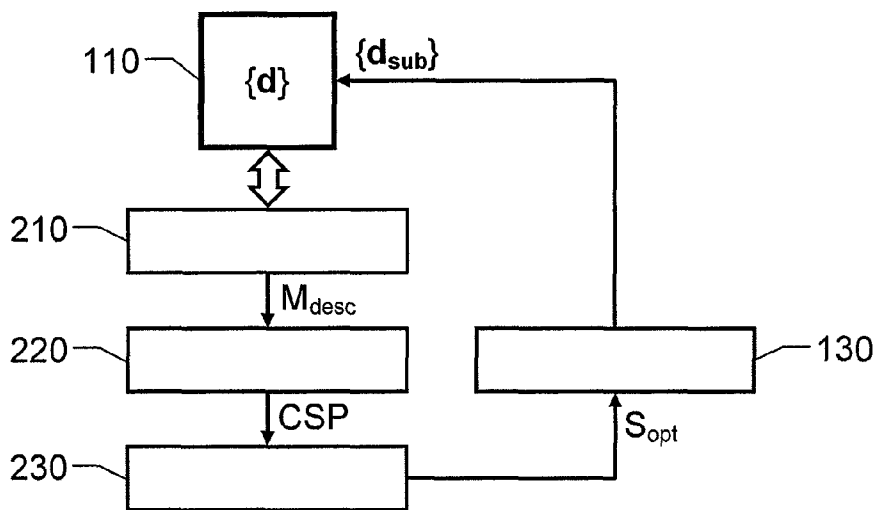 110
{d}
{d_sub}
210
M_desc
220
130
CSP
S_opt
230